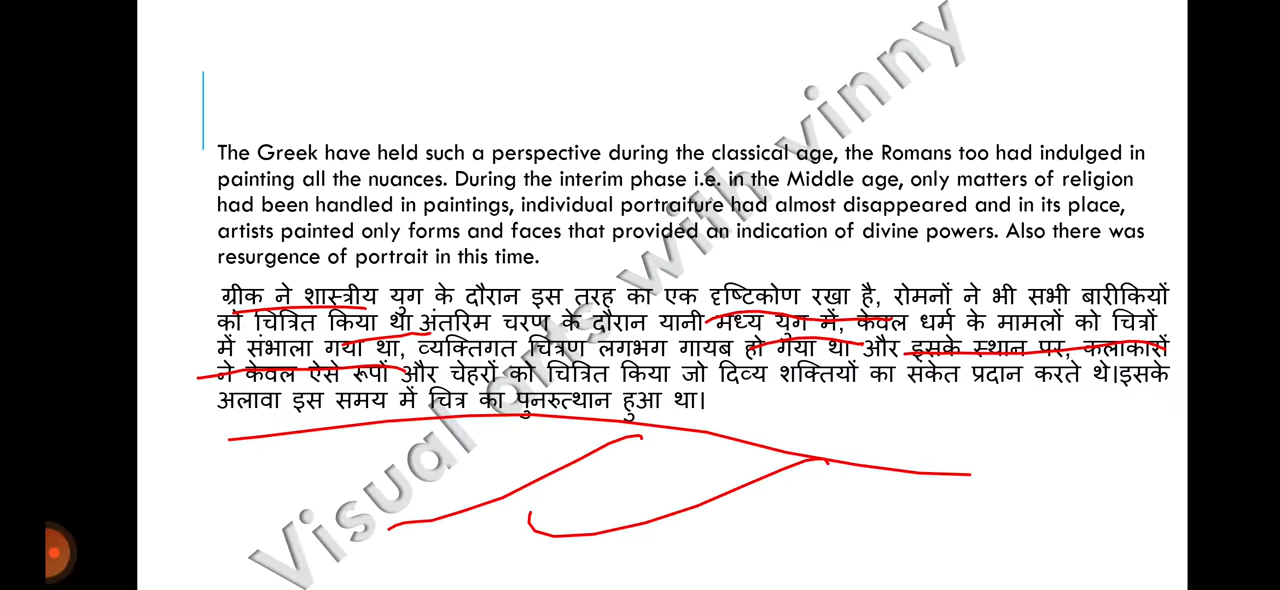 The Greek have held such a perspective during the classical age, the Romans too had indulged in
painting all the nuances. During the interim phase i.e. in the Middle age, only matters of religion
had been handled in paintings, individual portraiture had almost disappeared and in its place,
artists painted only forms and faces that provided an indication of divine powers. Also there was
resurgence of portrait in this time.
ग्रीक ने शास्त्रीय युग के दौरान इस तरह का एक दृष्टिकोण रखा है, रोमनों ने भी सभी बारीकियों
को चित्रित किया था अंतरिम चरण के दौरान यानी मध्य युग में, केवल धर्म के मामलों को चित्रों
में संभाला गया था, व्यक्तिगत चित्रण लगभग गायब हो गया था और इसके स्थान पर, कलाकारों
ने केवल ऐसे रूपों और चेहरों को चित्रित किया जो दिव्य शक्तियों का संकेत प्रदान करते थे।इसके
अलावा इस समय में चित्र का पुनरुत्थान हुआ था।
Visual arts with vinny